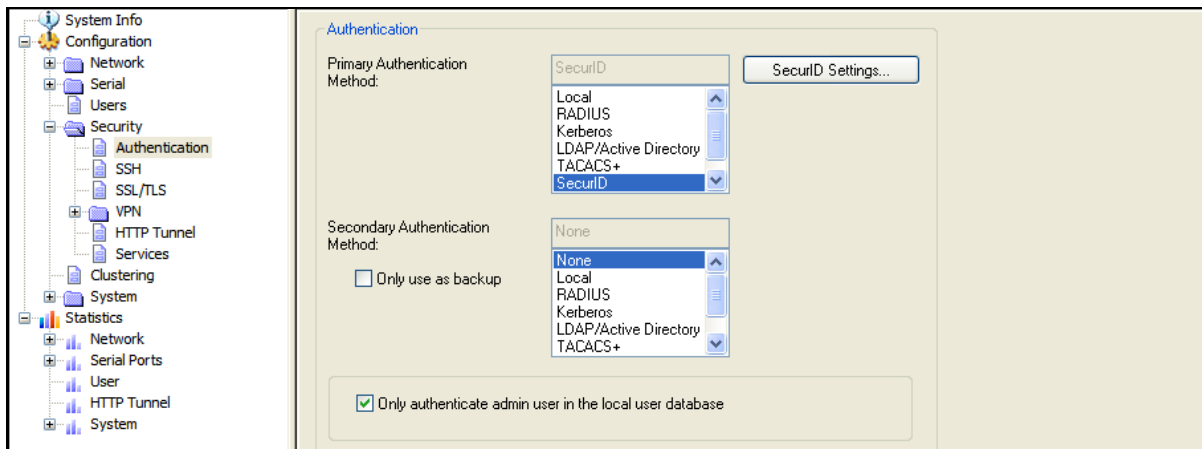 System Info
Configuration
Network
Serial
Users
Security
Authentication
SSH
SSL/TLS
VPN
HTTP Tunnel
Services
Clustering
System
Statistics
Network
Serial Ports
User
HTTP Tunnel
System
Authentication
Primary Authentication
Method:
SecurID
SecurID Settings...
Local
RADIUS
Kerberos
LDAP/Active Directory
TACACS+
SecurID
Secondary Authentication
Method:
None
Only use as backup
None
Local
RADIUS
Kerberos
LDAP/Active Directory
TACACS+
Only authenticate admin user in the local user database